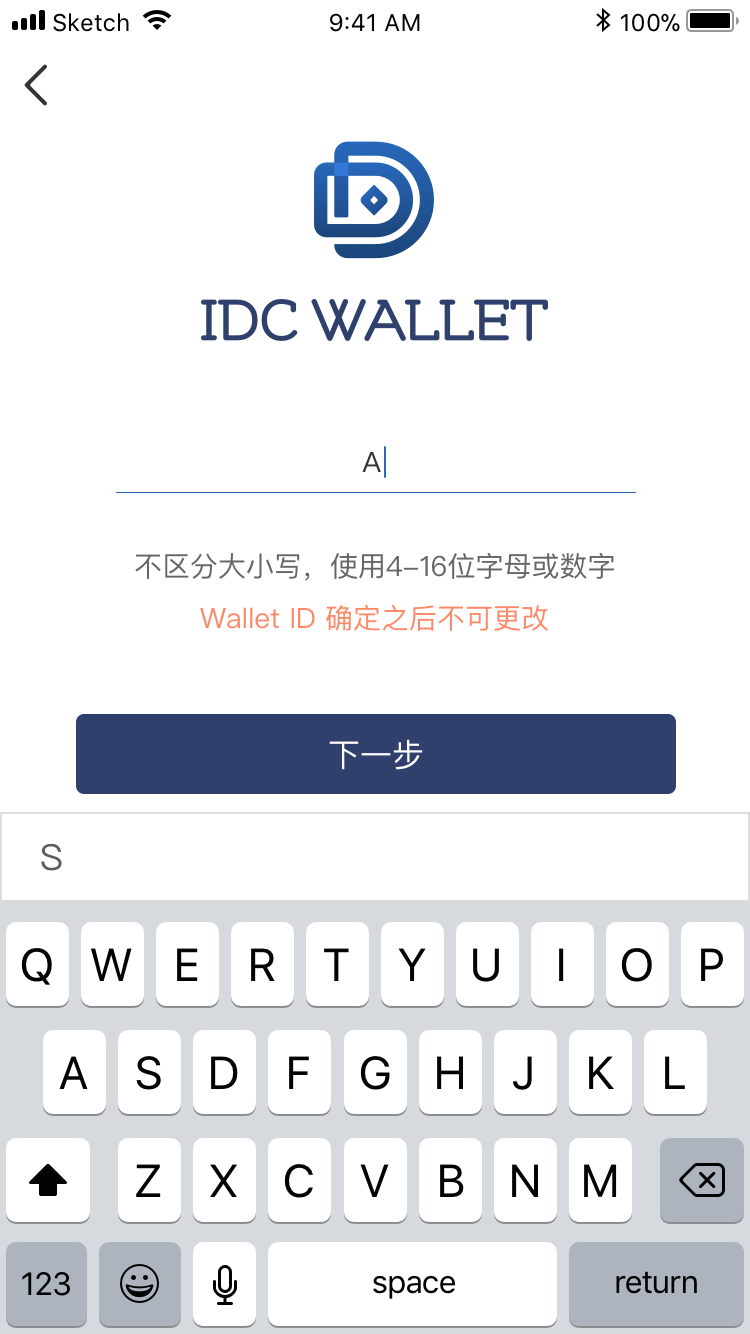 Sketch 9:41 AM 100%
IDC WALLET
A
不区分大小写，使用4-16位字母或数字
Wallet ID 确定之后不可更改
下一步
S
Q W E R T Y U I O P
A S D F G H J K L
Z X C V B N M
123 space return